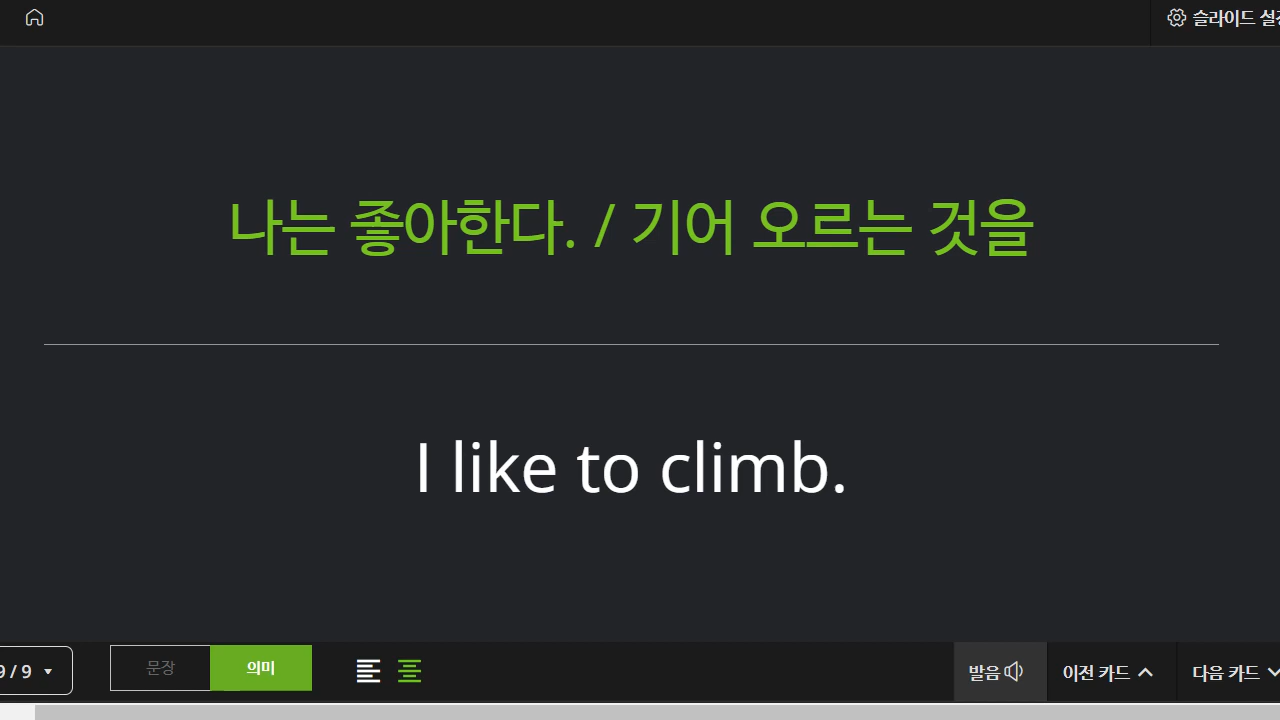 슬라이드
나는 좋아한다. / 기어 오르는 것을
I like to climb.
9 / 9
문장
의미
발음
이전 카드
다음 카드